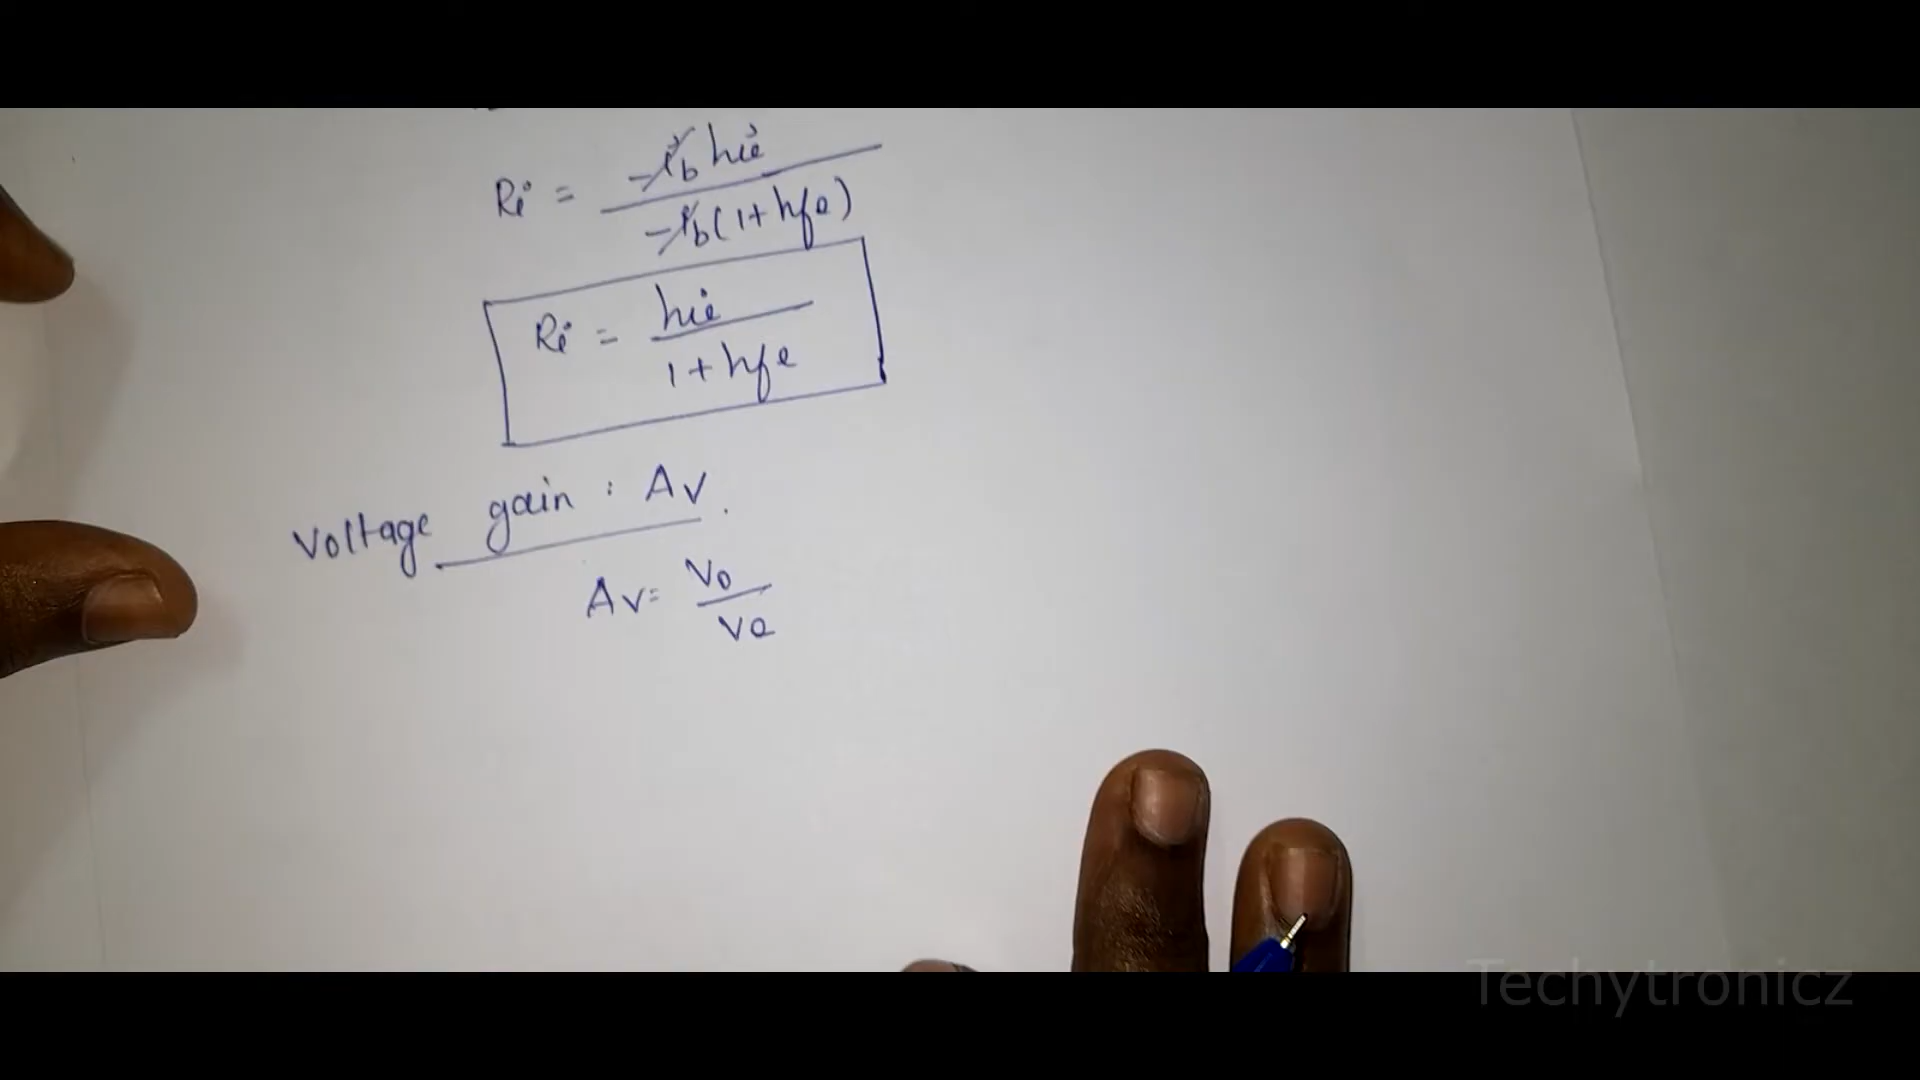 Ri = -ib hie / -ib(1+hfe)
Ri = hie / 1+hfe
Voltage gain : Av.
Av = Vo / Ve
Techytronicz